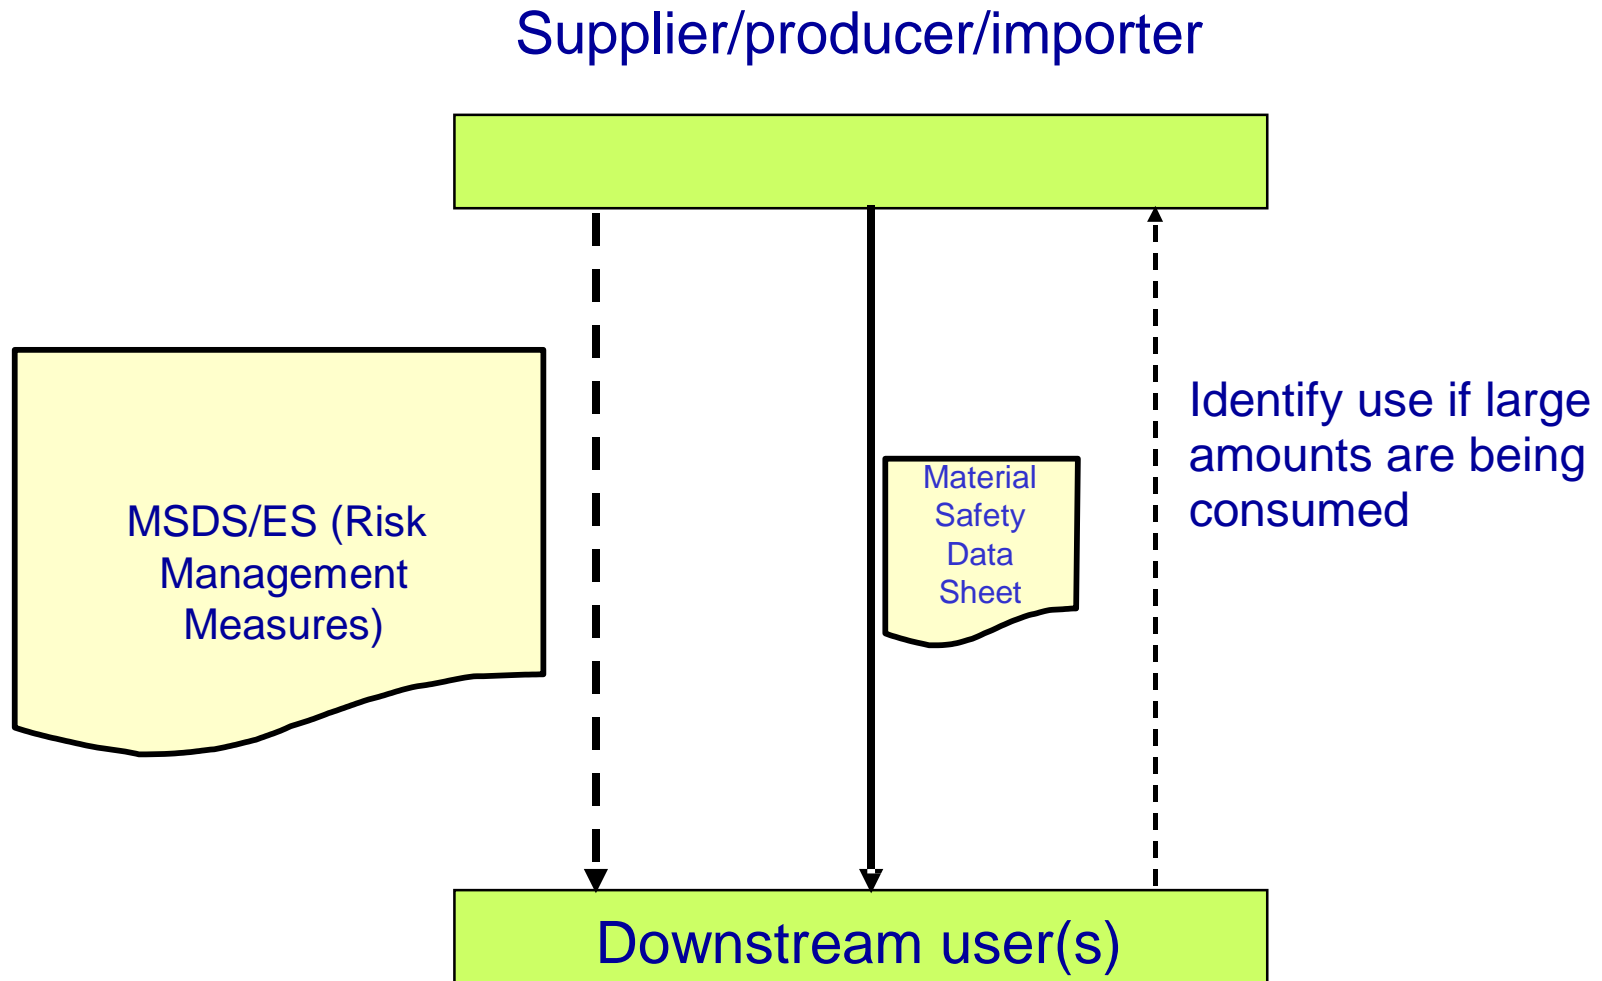 Supplier/producer/importer
MSDS/ES (Risk
Management
Measures)
Material
Safety
Data
Sheet
Identify use if large
amounts are being
consumed
Downstream user(s)